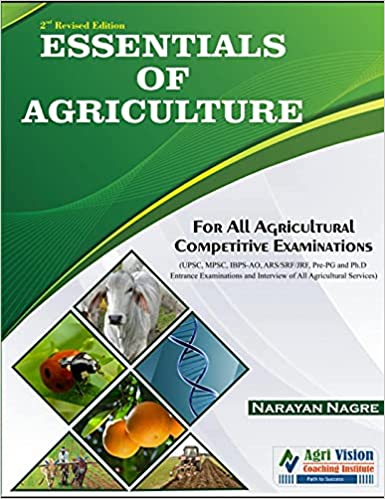 2nd Revised Edition
ESSENTIALS
OF
AGRICULTURE
For All Agricultural
Competitive Examinations
(UPSC, MPSC, IBPS-AO, ARS/SRF/JRF, Pre-PG and Ph.D
Entrance Examinations and Interview of All Agricultural Services)
Narayan Nagre
Agri Vision
Coaching Institute
Path to Success